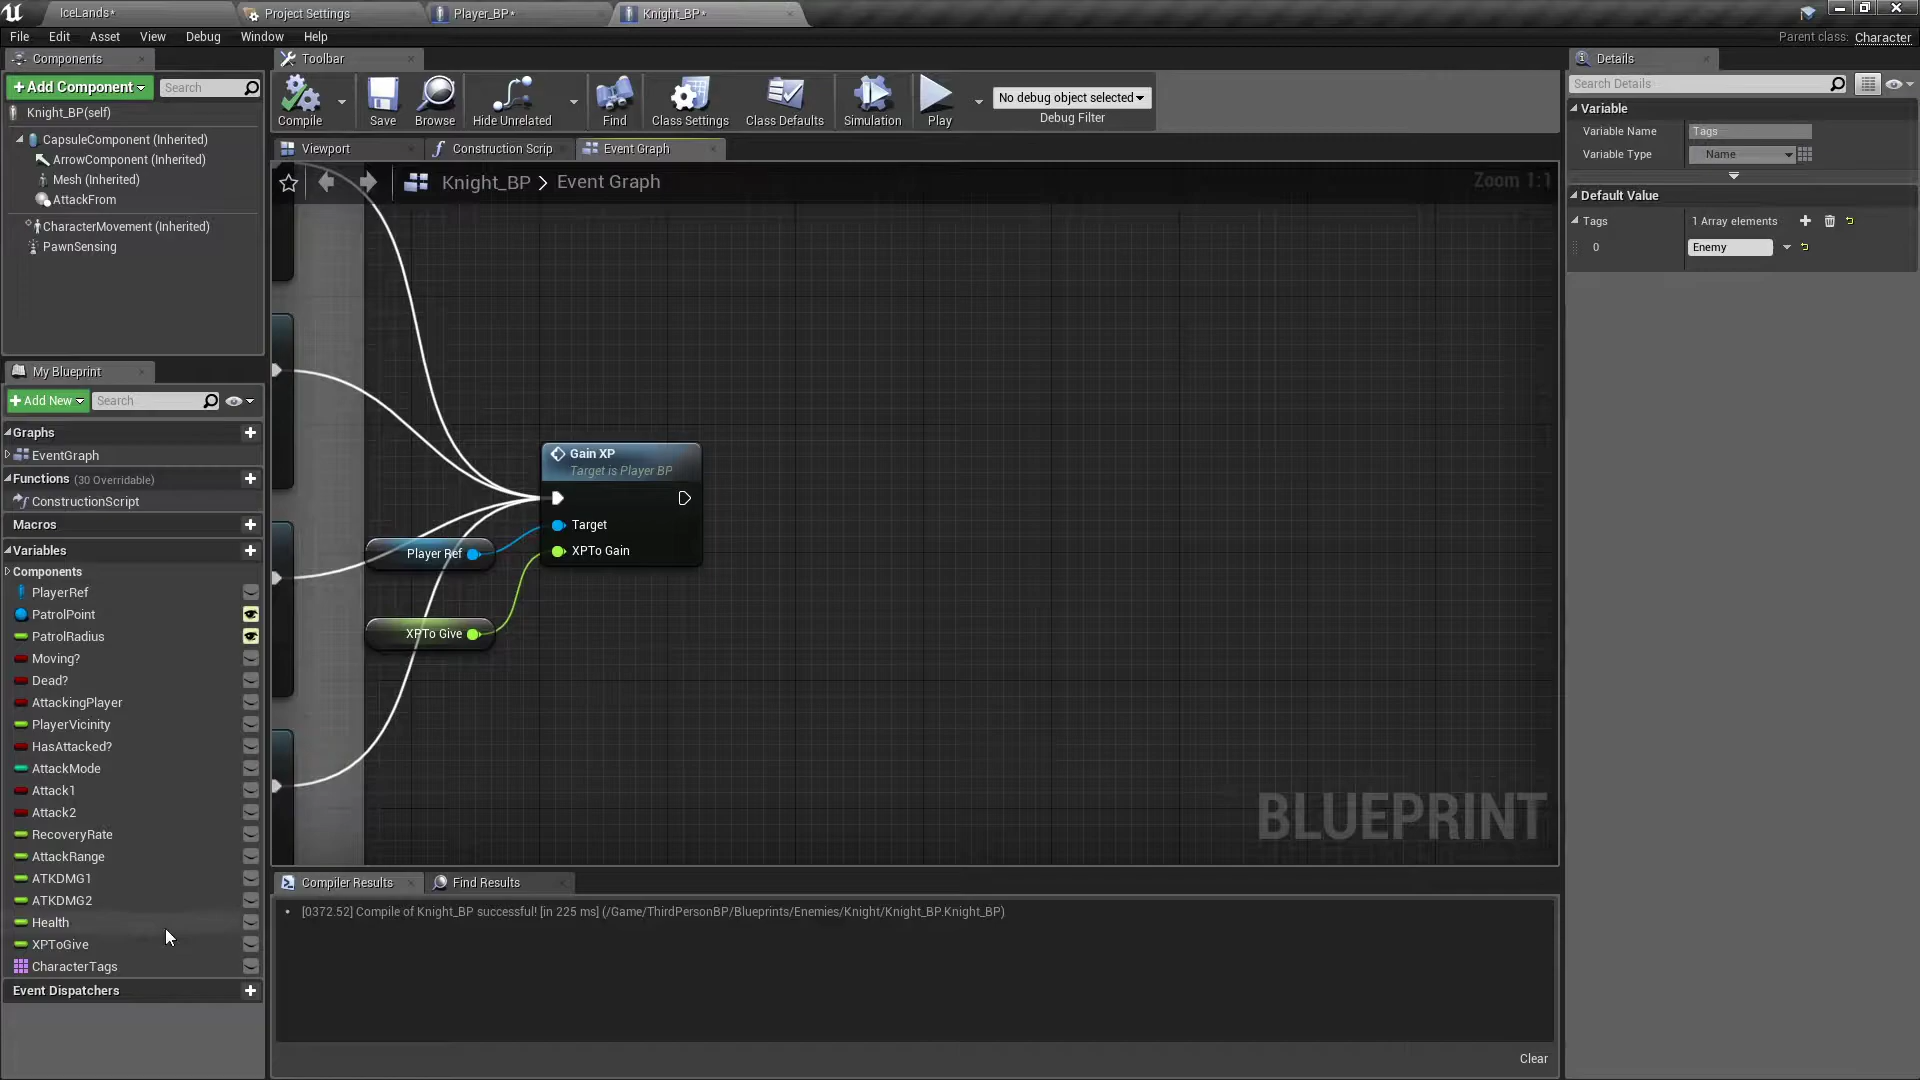 IceLands*
Project Settings
Player_BP*
Knight_BP*
File
Edit
Asset
View
Debug
Window
Help
Parent class: Character
Components
Toolbar
Details
+Add Component
Search
Knight_BP(self)
CapsuleComponent (Inherited)
ArrowComponent (Inherited)
Mesh (Inherited)
AttackFrom
CharacterMovement (Inherited)
PawnSensing
Compile
Save
Browse
Hide Unrelated
Find
Class Settings
Class Defaults
Simulation
Play
No debug object selected
Debug Filter
Viewport
Construction Scrip
Event Graph
Knight_BP > Event Graph
Zoom 1:1
Search Details
Variable
Variable Name
Tags
Variable Type
Name
Default Value
Tags
1 Array elements
0
Enemy
My Blueprint
+Add New
Search
Graphs
EventGraph
Functions (30 Overridable)
ConstructionScript
Macros
Variables
Components
PlayerRef
PatrolPoint
PatrolRadius
Moving?
Dead?
AttackingPlayer
PlayerVicinity
HasAttacked?
AttackMode
Attack1
Attack2
RecoveryRate
AttackRange
ATKDMG1
ATKDMG2
Health
XPToGive
CharacterTags
Event Dispatchers
Gain XP
Target is Player BP
Target
XPTo Gain
Player Ref
XPTo Give
BLUEPRINT
Compiler Results
Find Results
[0372.52] Compile of Knight_BP successful! [in 225 ms] (/Game/ThirdPersonBP/Blueprints/Enemies/Knight/Knight_BP.Knight_BP)
Clear